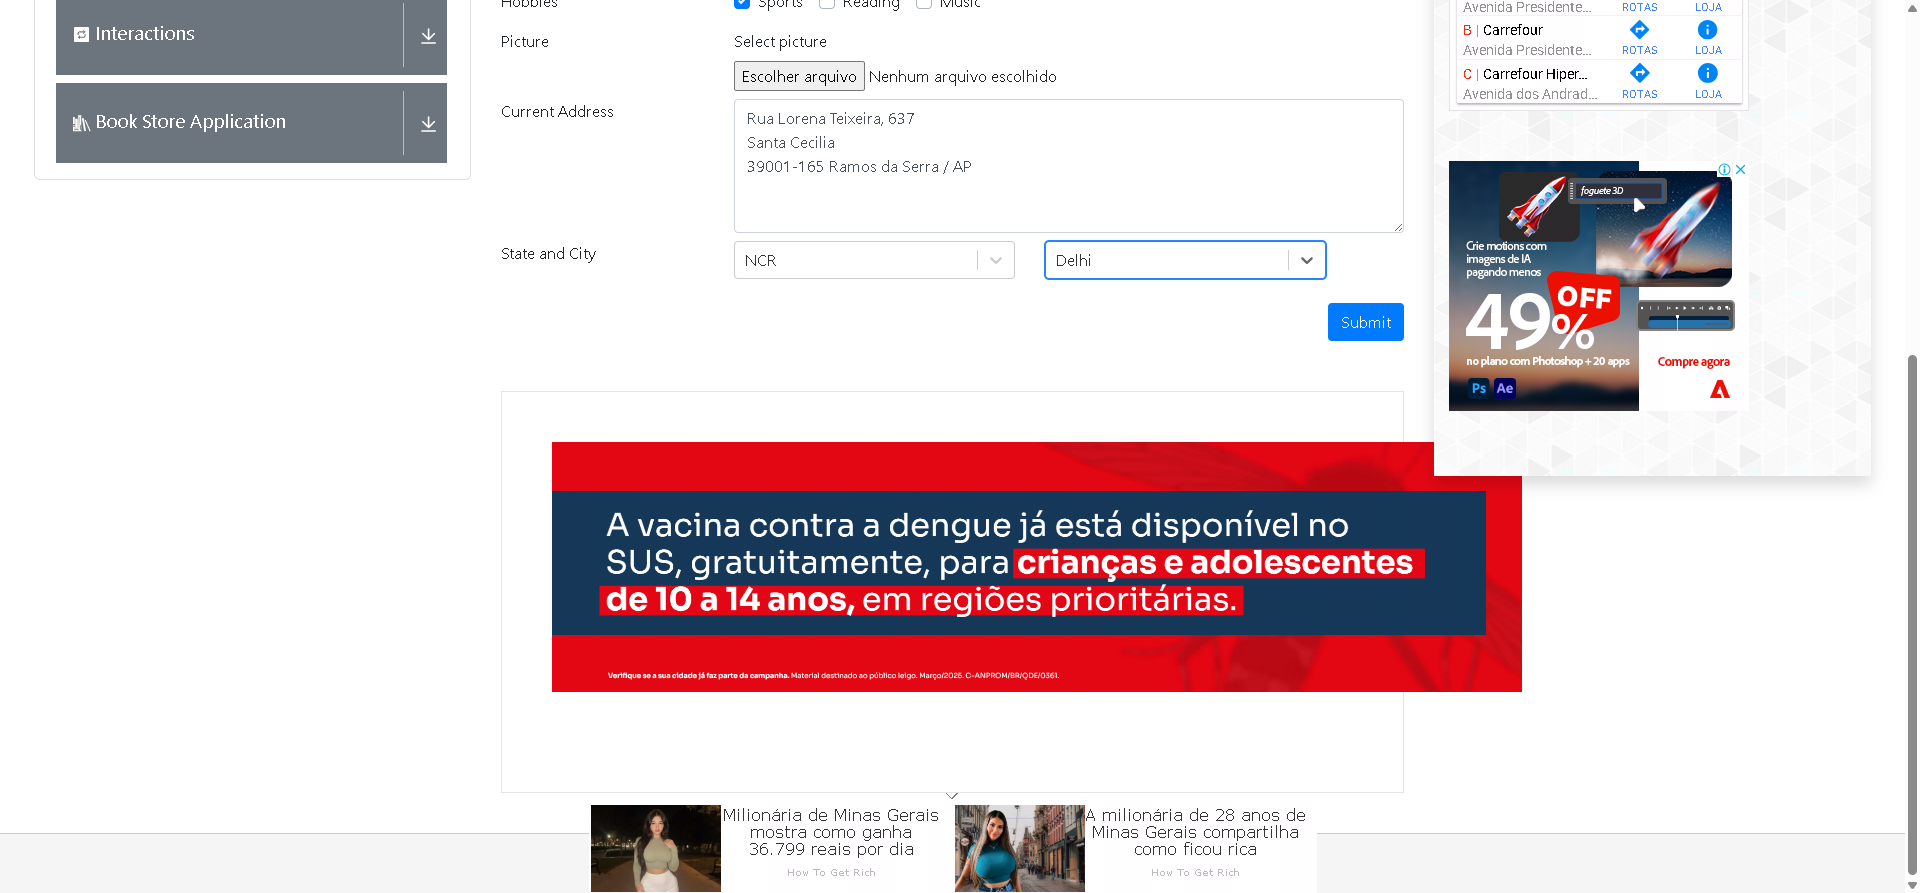 Interactions
Book Store Application
Hobbies
Sports
Reading
Music
Picture
Select picture
Escolher arquivo
Nenhum arquivo escolhido
Current Address
Rua Lorena Teixeira, 637
Santa Cecilia
39001-165 Ramos da Serra / AP
State and City
NCR
Delhi
Submit
Avenida Presidente...
ROTAS
LOJA
B | Carrefour
Avenida Presidente...
ROTAS
LOJA
C | Carrefour Hiper...
Avenida dos Andrad...
ROTAS
LOJA
foguete 3D
Crie motions com
imagens de IA
pagando menos
49%
OFF
no plano com Photoshop + 20 apps
Ps Ae
Compre agora
A vacina contra a dengue já está disponível no
SUS, gratuitamente, para crianças e adolescentes
de 10 a 14 anos, em regiões prioritárias.
Verifique se a sua cidade já faz parte da campanha. Material destinado ao público leigo. Março/2025. C-ANPROM/BR/QDE/0361.
Milionária de Minas Gerais
mostra como ganha
36.799 reais por dia
How To Get Rich
A milionária de 28 anos de
Minas Gerais compartilha
como ficou rica
How To Get Rich